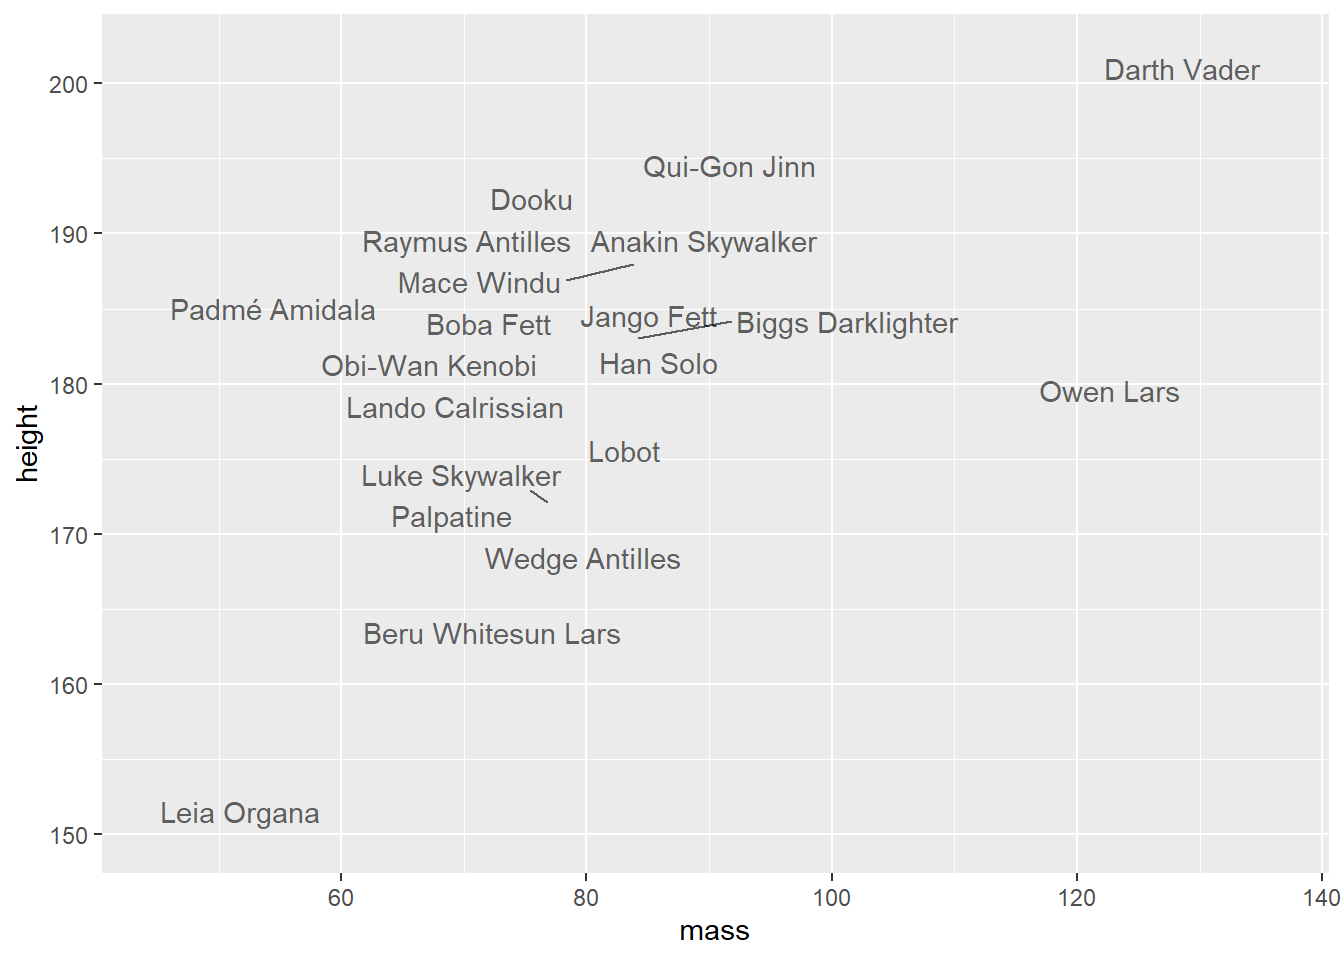 Darth Vader
200
Qui-Gon Jinn
Dooku
190
Raymus Antilles
Anakin Skywalker
Mace Windu
Padmé Amidala
Boba Fett
Jango Fett
Biggs Darklighter
Obi-Wan Kenobi
Han Solo
180
Owen Lars
Lando Calrissian
height
Lobot
Luke Skywalker
Palpatine
170
Wedge Antilles
Beru Whitesun Lars
160
Leia Organa
150
60
80
100
120
140
mass